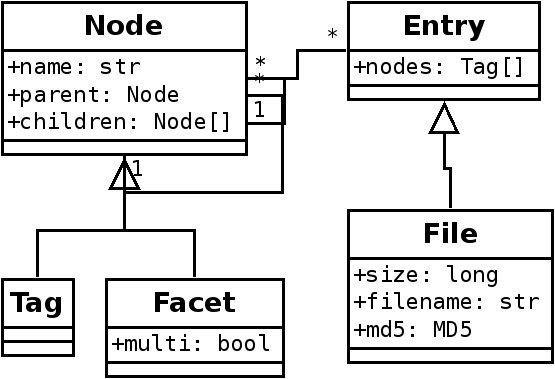 Node
+name: str
+parent: Node
+children: Node[]
*
*
1
1
*
Entry
+nodes: Tag[]
Tag
Facet
+multi: bool
File
+size: long
+filename: str
+md5: MD5